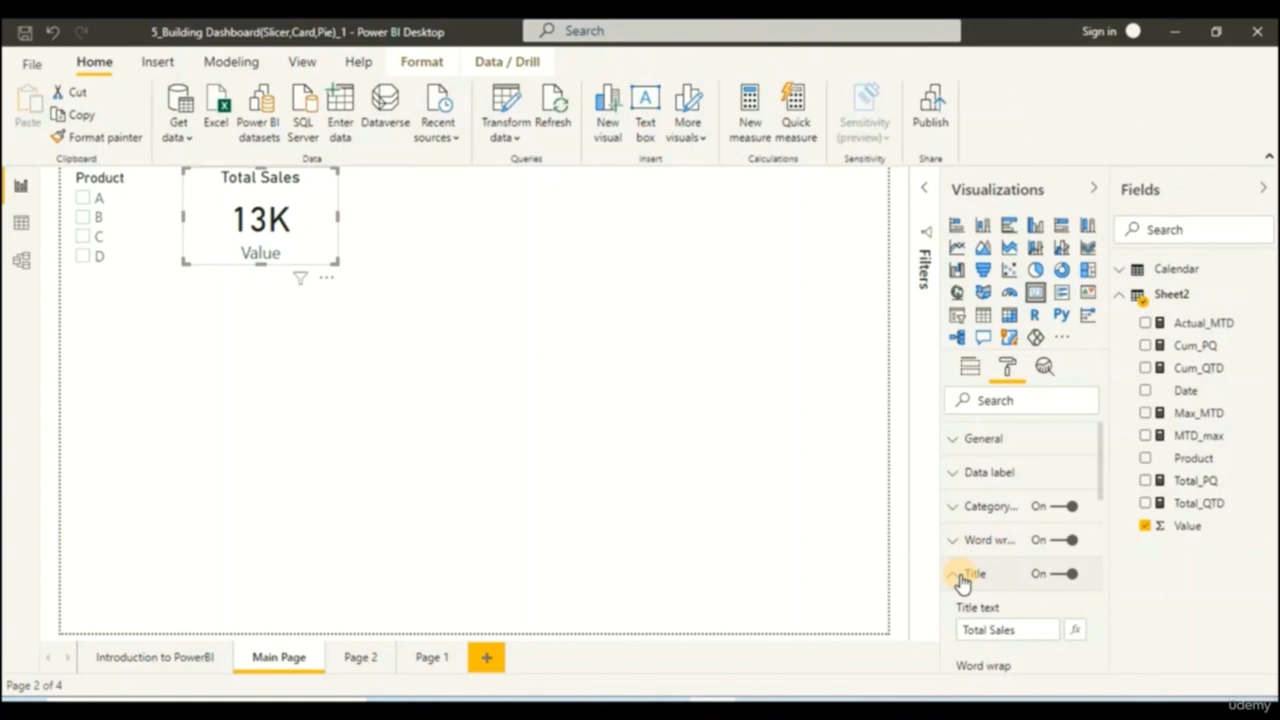 5_Building Dashboard(Slicer,Card,Pie)_1 - Power BI Desktop
Search
Sign in
File
Home
Insert
Modeling
View
Help
Format
Data / Drill
Paste
Cut
Copy
Format painter
Clipboard
Get data
Excel
Power BI datasets
SQL Server
Enter data
Dataverse
Recent sources
Data
Transform data
Refresh
Queries
New visual
Text box
More visuals
Insert
New measure
Quick measure
Calculations
Sensitivity (preview)
Sensitivity
Publish
Share
Product
A
B
C
D
Total Sales
13K
Value
Filters
Visualizations
R
Py
Search
General
Data label
Category...
On
Word wr...
On
Title
On
Title text
Total Sales
fx
Word wrap
Fields
Search
Calendar
Sheet2
Actual_MTD
Cum_PQ
Cum_QTD
Date
Max_MTD
MTD_max
Product
Total_PQ
Total_QTD
Σ Value
Introduction to PowerBI
Main Page
Page 2
Page 1
Page 2 of 4
udemy